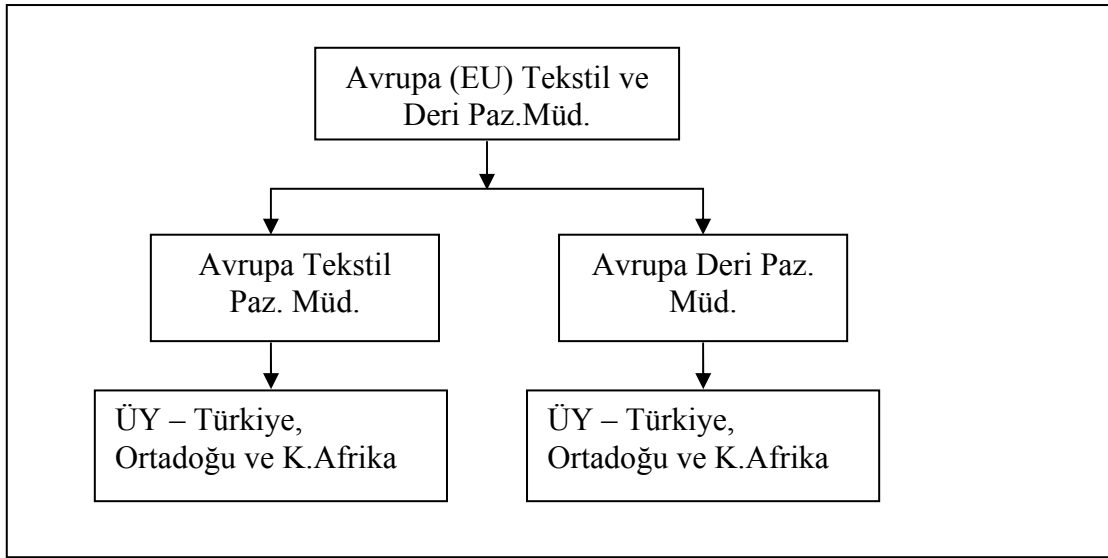 Avrupa (EU) Tekstil ve
Deri Paz.Müd.
Avrupa Tekstil
Paz. Müd.
Avrupa Deri Paz.
Müd.
ÜY – Türkiye,
Ortadoğu ve K.Afrika
ÜY – Türkiye,
Ortadoğu ve K.Afrika